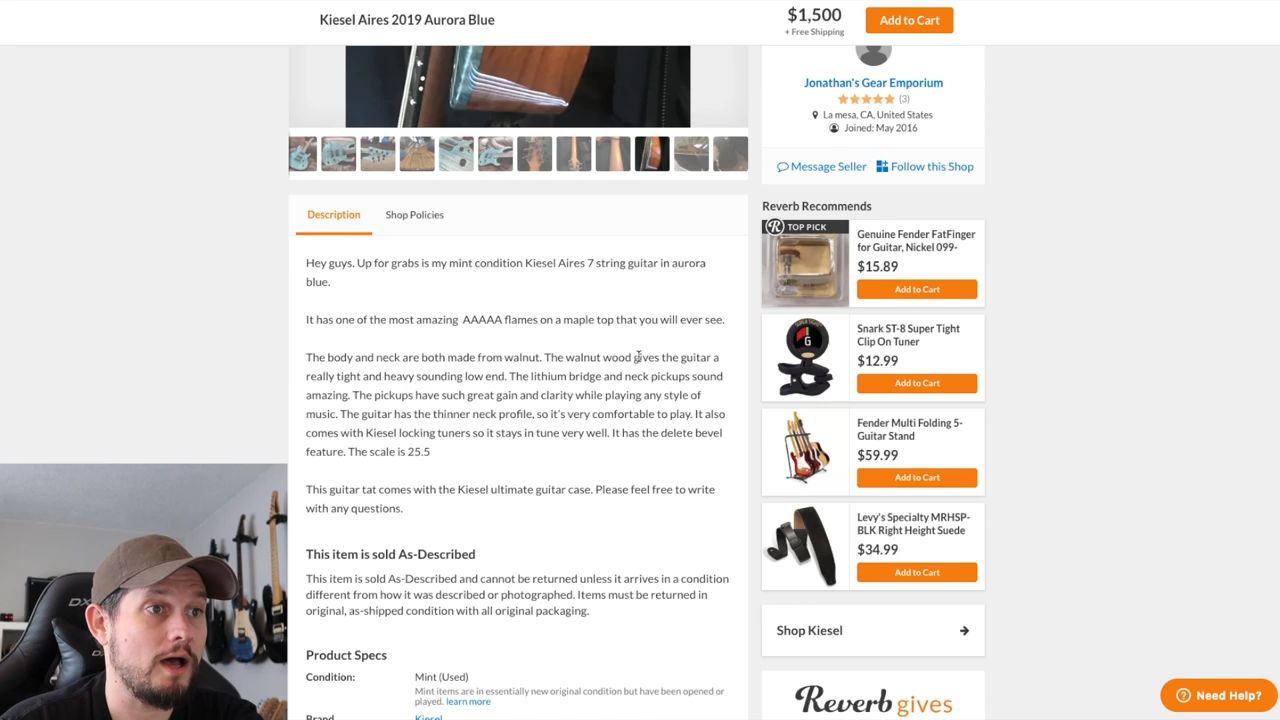 Kiesel Aires 2019 Aurora Blue
$1,500
+ Free Shipping
Add to Cart
Jonathan's Gear Emporium
(3)
La mesa, CA, United States
Joined: May 2016
Message Seller
Follow this Shop
Description
Shop Policies
Hey guys. Up for grabs is my mint condition Kiesel Aires 7 string guitar in aurora
blue.
It has one of the most amazing AAAAA flames on a maple top that you will ever see.
The body and neck are both made from walnut. The walnut wood gives the guitar a
really tight and heavy sounding low end. The lithium bridge and neck pickups sound
amazing. The pickups have such great gain and clarity while playing any style of
music. The guitar has the thinner neck profile, so it's very comfortable to play. It also
comes with Kiesel locking tuners so it stays in tune very well. It has the delete bevel
feature. The scale is 25.5
This guitar tat comes with the Kiesel ultimate guitar case. Please feel free to write
with any questions.
This item is sold As-Described
This item is sold As-Described and cannot be returned unless it arrives in a condition
different from how it was described or photographed. Items must be returned in
original, as-shipped condition with all original packaging.
Product Specs
Condition:
Mint (Used)
Mint items are in essentially new original condition but have been opened or
played. learn more
Brand
Kiesel
Reverb Recommends
R TOP PICK
Genuine Fender FatFinger
for Guitar, Nickel 099-
$15.89
Add to Cart
Snark ST-8 Super Tight
Clip On Tuner
$12.99
Add to Cart
Fender Multi Folding 5-
Guitar Stand
$59.99
Add to Cart
Levy's Specialty MRHSP-
BLK Right Height Suede
$34.99
Add to Cart
Shop Kiesel
Reverb gives
Need Help?
DX